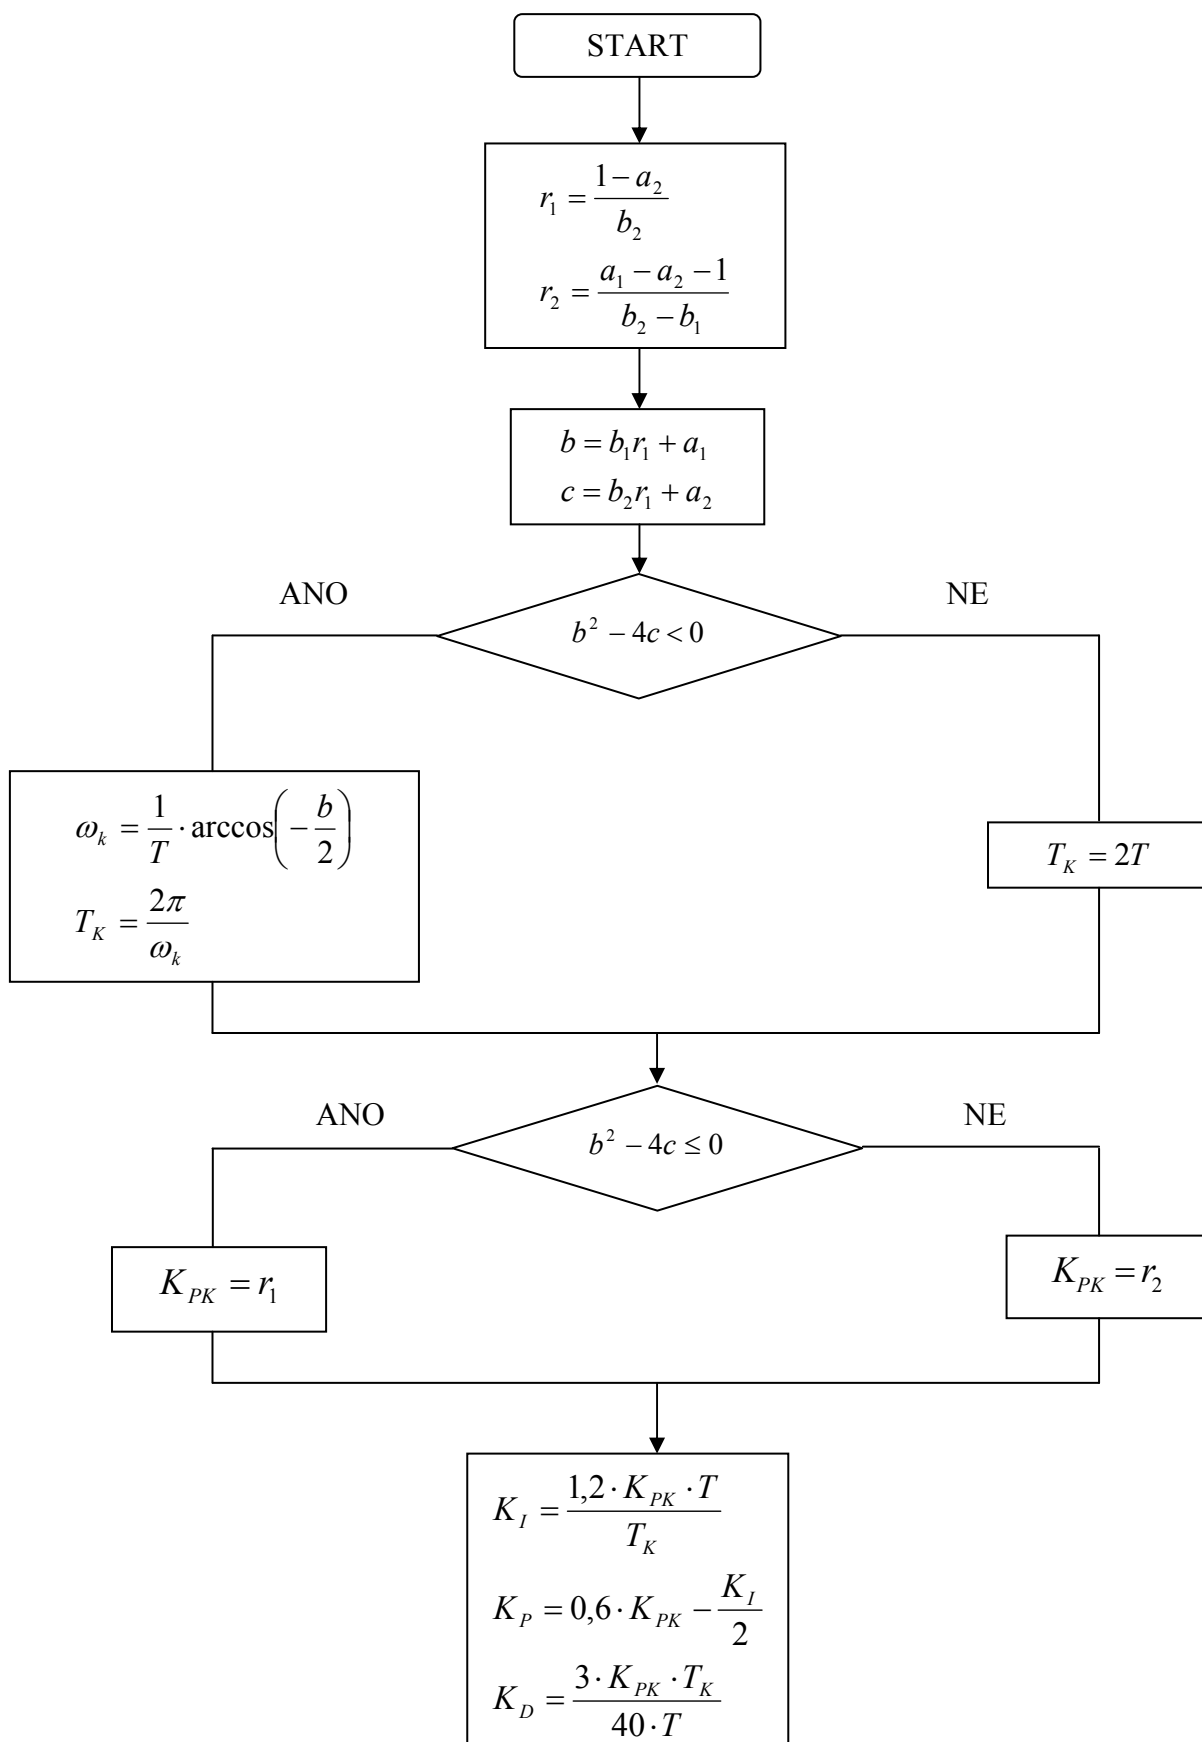 START
r₁ = (1 − a₂) / b₂
r₂ = (a₁ − a₂ − 1) / (b₂ − b₁)
b = b₁r₁ + a₁
c = b₂r₁ + a₂
ANO
NE
b² − 4c < 0
ω_k = (1 / T) · arccos(− b / 2)
T_K = 2π / ω_k
T_K = 2T
ANO
NE
b² − 4c ≤ 0
K_PK = r₁
K_PK = r₂
K_I = (1,2 · K_PK · T) / T_K
K_P = 0,6 · K_PK − K_I / 2
K_D = (3 · K_PK · T_K) / (40 · T)